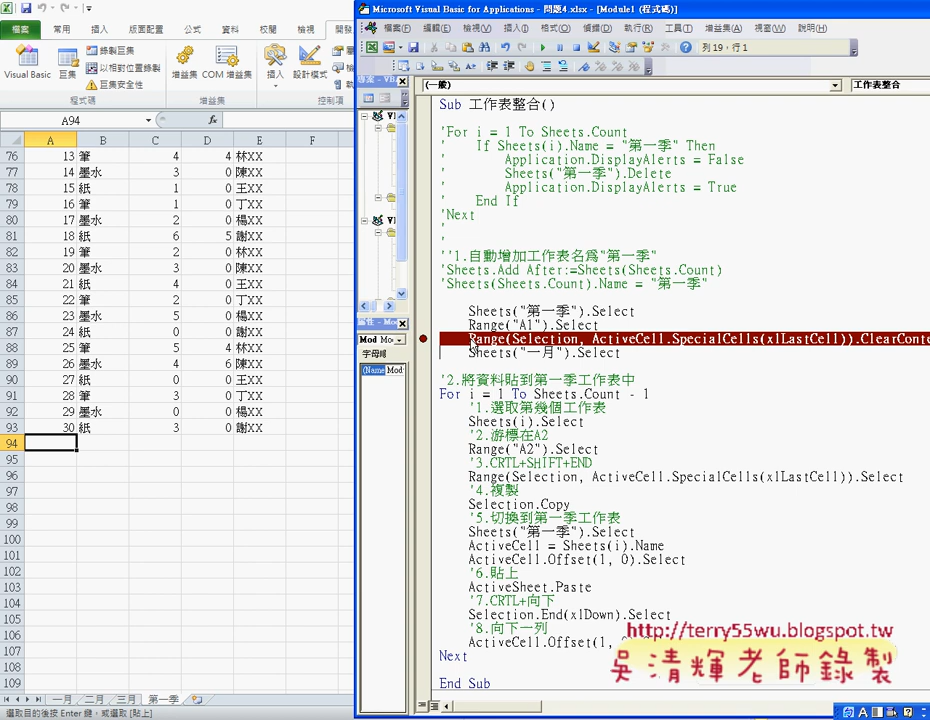 Microsoft Visual Basic for Applications - 問題4.xlsx - [Module1 (程式碼)]
檔案 常用 插入 版面配置 公式 資料 校閱 檢視
檔案(F) 編輯(E) 檢視(V) 插入(I) 格式(O) 偵錯(D) 執行(R) 工具(T) 增益集(A) 視窗(W) 說明(H)
列 19，行 1
Visual Basic 巨集 錄製巨集
以相對位置錄製
巨集安全性
增益集 COM 增益集 插入 設計模式
程式碼 增益集 控制項
A94 fx
(一般) 工作表整合
A B C D E F
76 13 筆 4 4 林XX
77 14 墨水 3 0 陳XX
78 15 紙 1 0 王XX
79 16 筆 1 0 丁XX
80 17 墨水 2 0 楊XX
81 18 紙 6 5 謝XX
82 19 筆 2 0 林XX
83 20 墨水 3 0 陳XX
84 21 紙 4 0 王XX
85 22 筆 2 0 丁XX
86 23 墨水 5 0 楊XX
87 24 紙 0 0 謝XX
88 25 筆 5 4 林XX
89 26 墨水 4 6 陳XX
90 27 紙 0 0 王XX
91 28 筆 3 0 丁XX
92 29 墨水 0 0 楊XX
93 30 紙 3 0 謝XX
94
95
96
97
98
99
100
101
102
103
104
105
106
107
108
109
一月 二月 三月 第一季
選取目的後按 Enter 鍵，或選取 [貼上]
Sub 工作表整合()
'For i = 1 To Sheets.Count
'    If Sheets(i).Name = "第一季" Then
'        Application.DisplayAlerts = False
'        Sheets("第一季").Delete
'        Application.DisplayAlerts = True
'    End If
'Next
'
'
''1.自動增加工作表名為"第一季"
'Sheets.Add After:=Sheets(Sheets.Count)
'Sheets(Sheets.Count).Name = "第一季"
Sheets("第一季").Select
Range("A1").Select
Range(Selection, ActiveCell.SpecialCells(xlLastCell)).ClearConte
Sheets("一月").Select
'2.將資料貼到第一季工作表中
For i = 1 To Sheets.Count - 1
'1.選取第幾個工作表
Sheets(i).Select
'2.游標在A2
Range("A2").Select
'3.CRTL+SHIFT+END
Range(Selection, ActiveCell.SpecialCells(xlLastCell)).Select
'4.複製
Selection.Copy
'5.切換到第一季工作表
Sheets("第一季").Select
ActiveCell = Sheets(i).Name
ActiveCell.Offset(1, 0).Select
'6.貼上
ActiveSheet.Paste
'7.CRTL+向下
Selection.End(xlDown).Select
'8.向下一列
ActiveCell.Offset(1,
Next
End Sub
http://terry55wu.blogspot.tw
吳清輝老師錄製